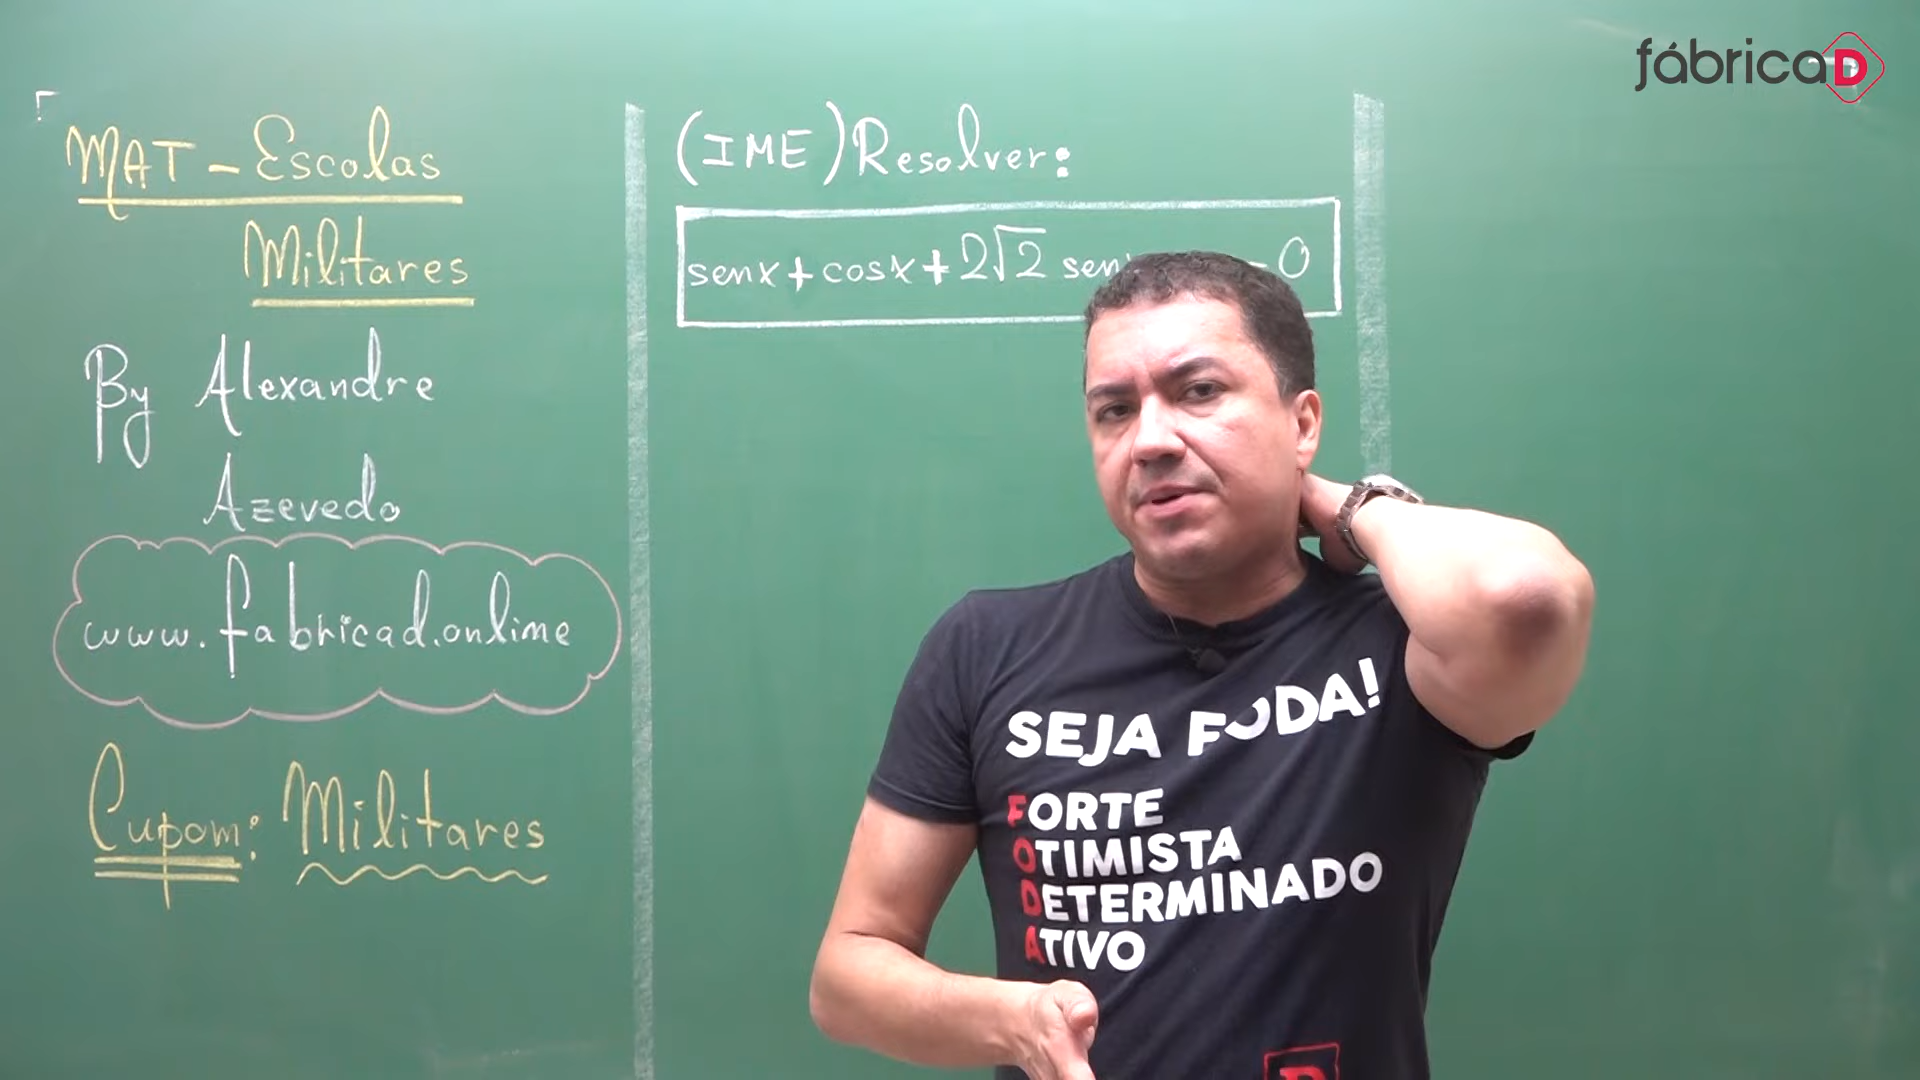 fábricaD
MAT - Escolas
Militares
By Alexandre
Azevedo
www.fabricad.online
Cupom: Militares
(IME) Resolver:
senx + cosx + 2√2 sen 0
SEJA FODA!
FORTE
OTIMISTA
DETERMINADO
ATIVO